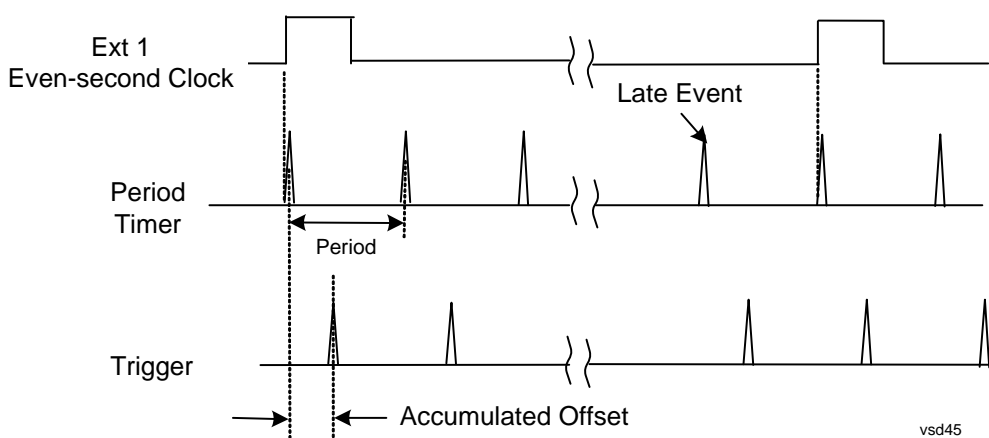 Ext 1
Even-second Clock
Late Event
Period
Timer
Period
Trigger
Accumulated Offset
vsd45